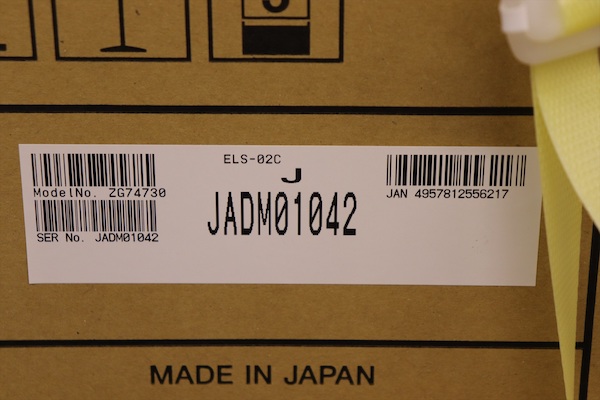 ELS-02C
J
ModelNo. ZG74730
JAN 4957812556217
JADM01042
SER No. JADM01042
MADE IN JAPAN